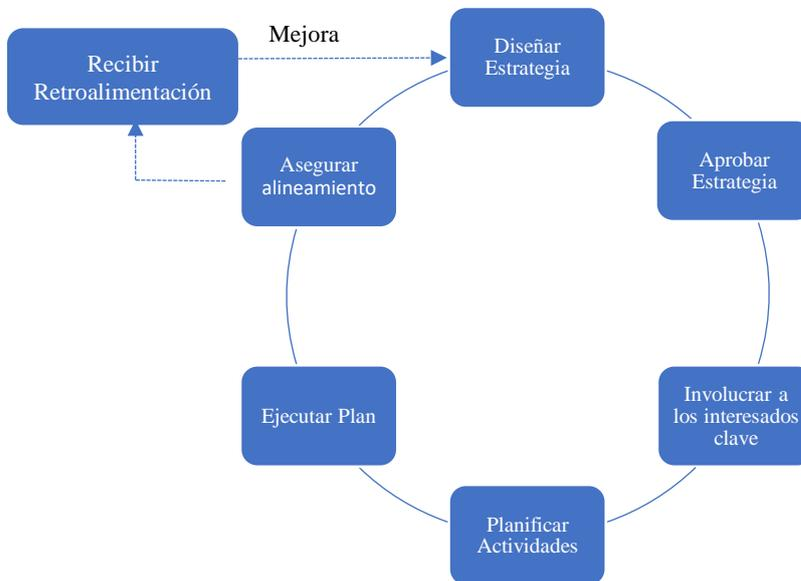 Mejora
Recibir
Retroalimentación
Diseñar
Estrategia
Aprobar
Estrategia
Involucrar a
los interesados
clave
Planificar
Actividades
Ejecutar Plan
Asegurar
alineamiento